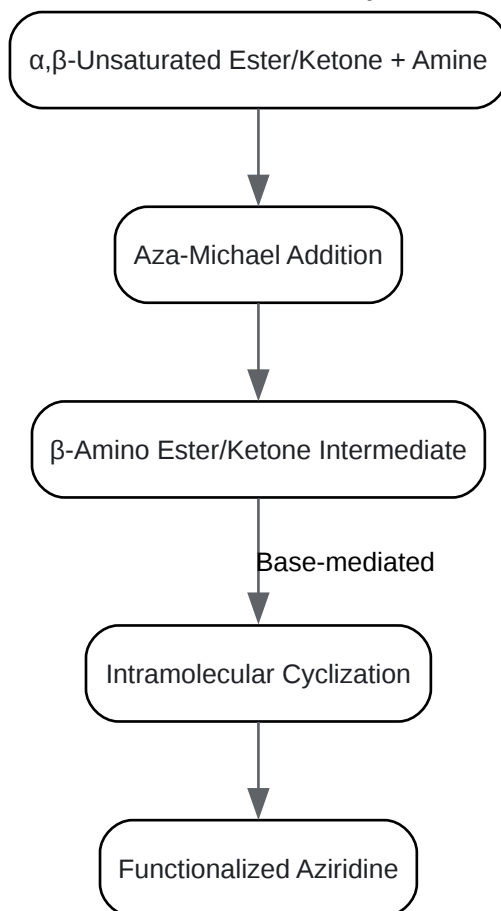 α,β-Unsaturated Ester/Ketone + Amine
Aza-Michael Addition
β-Amino Ester/Ketone Intermediate
Base-mediated
Intramolecular Cyclization
Functionalized Aziridine